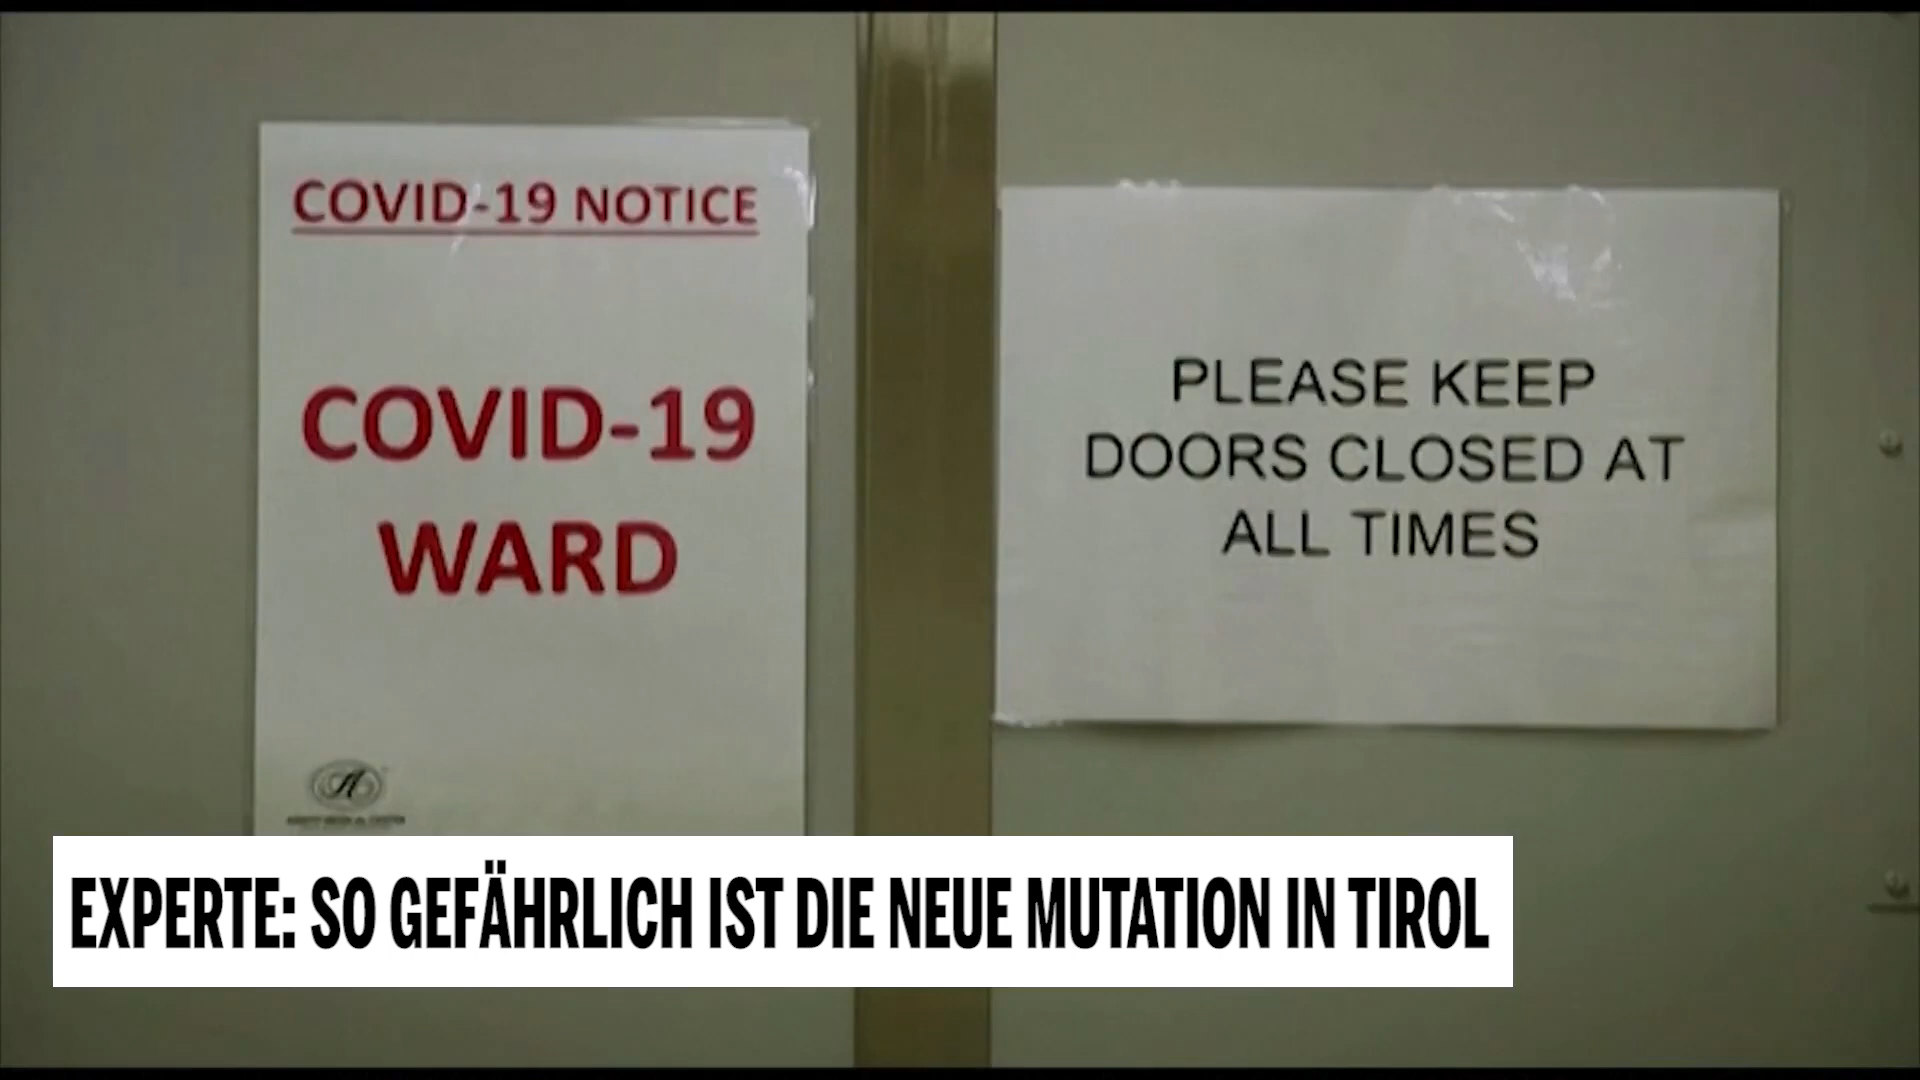 COVID-19 NOTICE
COVID-19
WARD
PLEASE KEEP
DOORS CLOSED AT
ALL TIMES
EXPERTE: SO GEFÄHRLICH IST DIE NEUE MUTATION IN TIROL